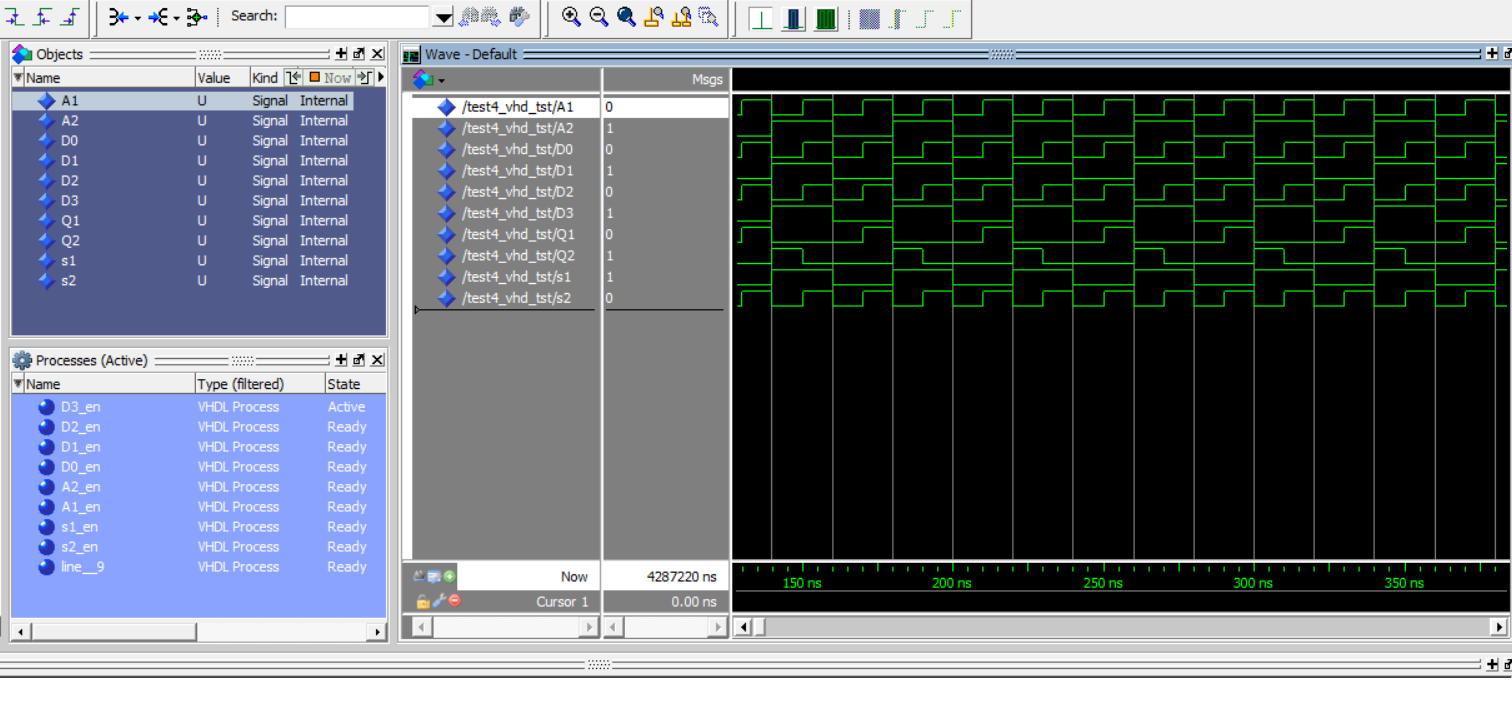 Search:
Objects
Name Value Kind Now
A1 U Signal Internal
A2 U Signal Internal
D0 U Signal Internal
D1 U Signal Internal
D2 U Signal Internal
D3 U Signal Internal
Q1 U Signal Internal
Q2 U Signal Internal
s1 U Signal Internal
s2 U Signal Internal
Processes (Active)
Name Type (filtered) State
D3_en VHDL Process Active
D2_en VHDL Process Ready
D1_en VHDL Process Ready
D0_en VHDL Process Ready
A2_en VHDL Process Ready
A1_en VHDL Process Ready
s1_en VHDL Process Ready
s2_en VHDL Process Ready
line__9 VHDL Process Ready
Wave - Default
Msgs
/test4_vhd_tst/A1 0
/test4_vhd_tst/A2 1
/test4_vhd_tst/D0 0
/test4_vhd_tst/D1 1
/test4_vhd_tst/D2 0
/test4_vhd_tst/D3 1
/test4_vhd_tst/Q1 0
/test4_vhd_tst/Q2 1
/test4_vhd_tst/s1 1
/test4_vhd_tst/s2 0
Now 4287220 ns
150 ns 200 ns 250 ns 300 ns 350 ns
Cursor 1 0.00 ns